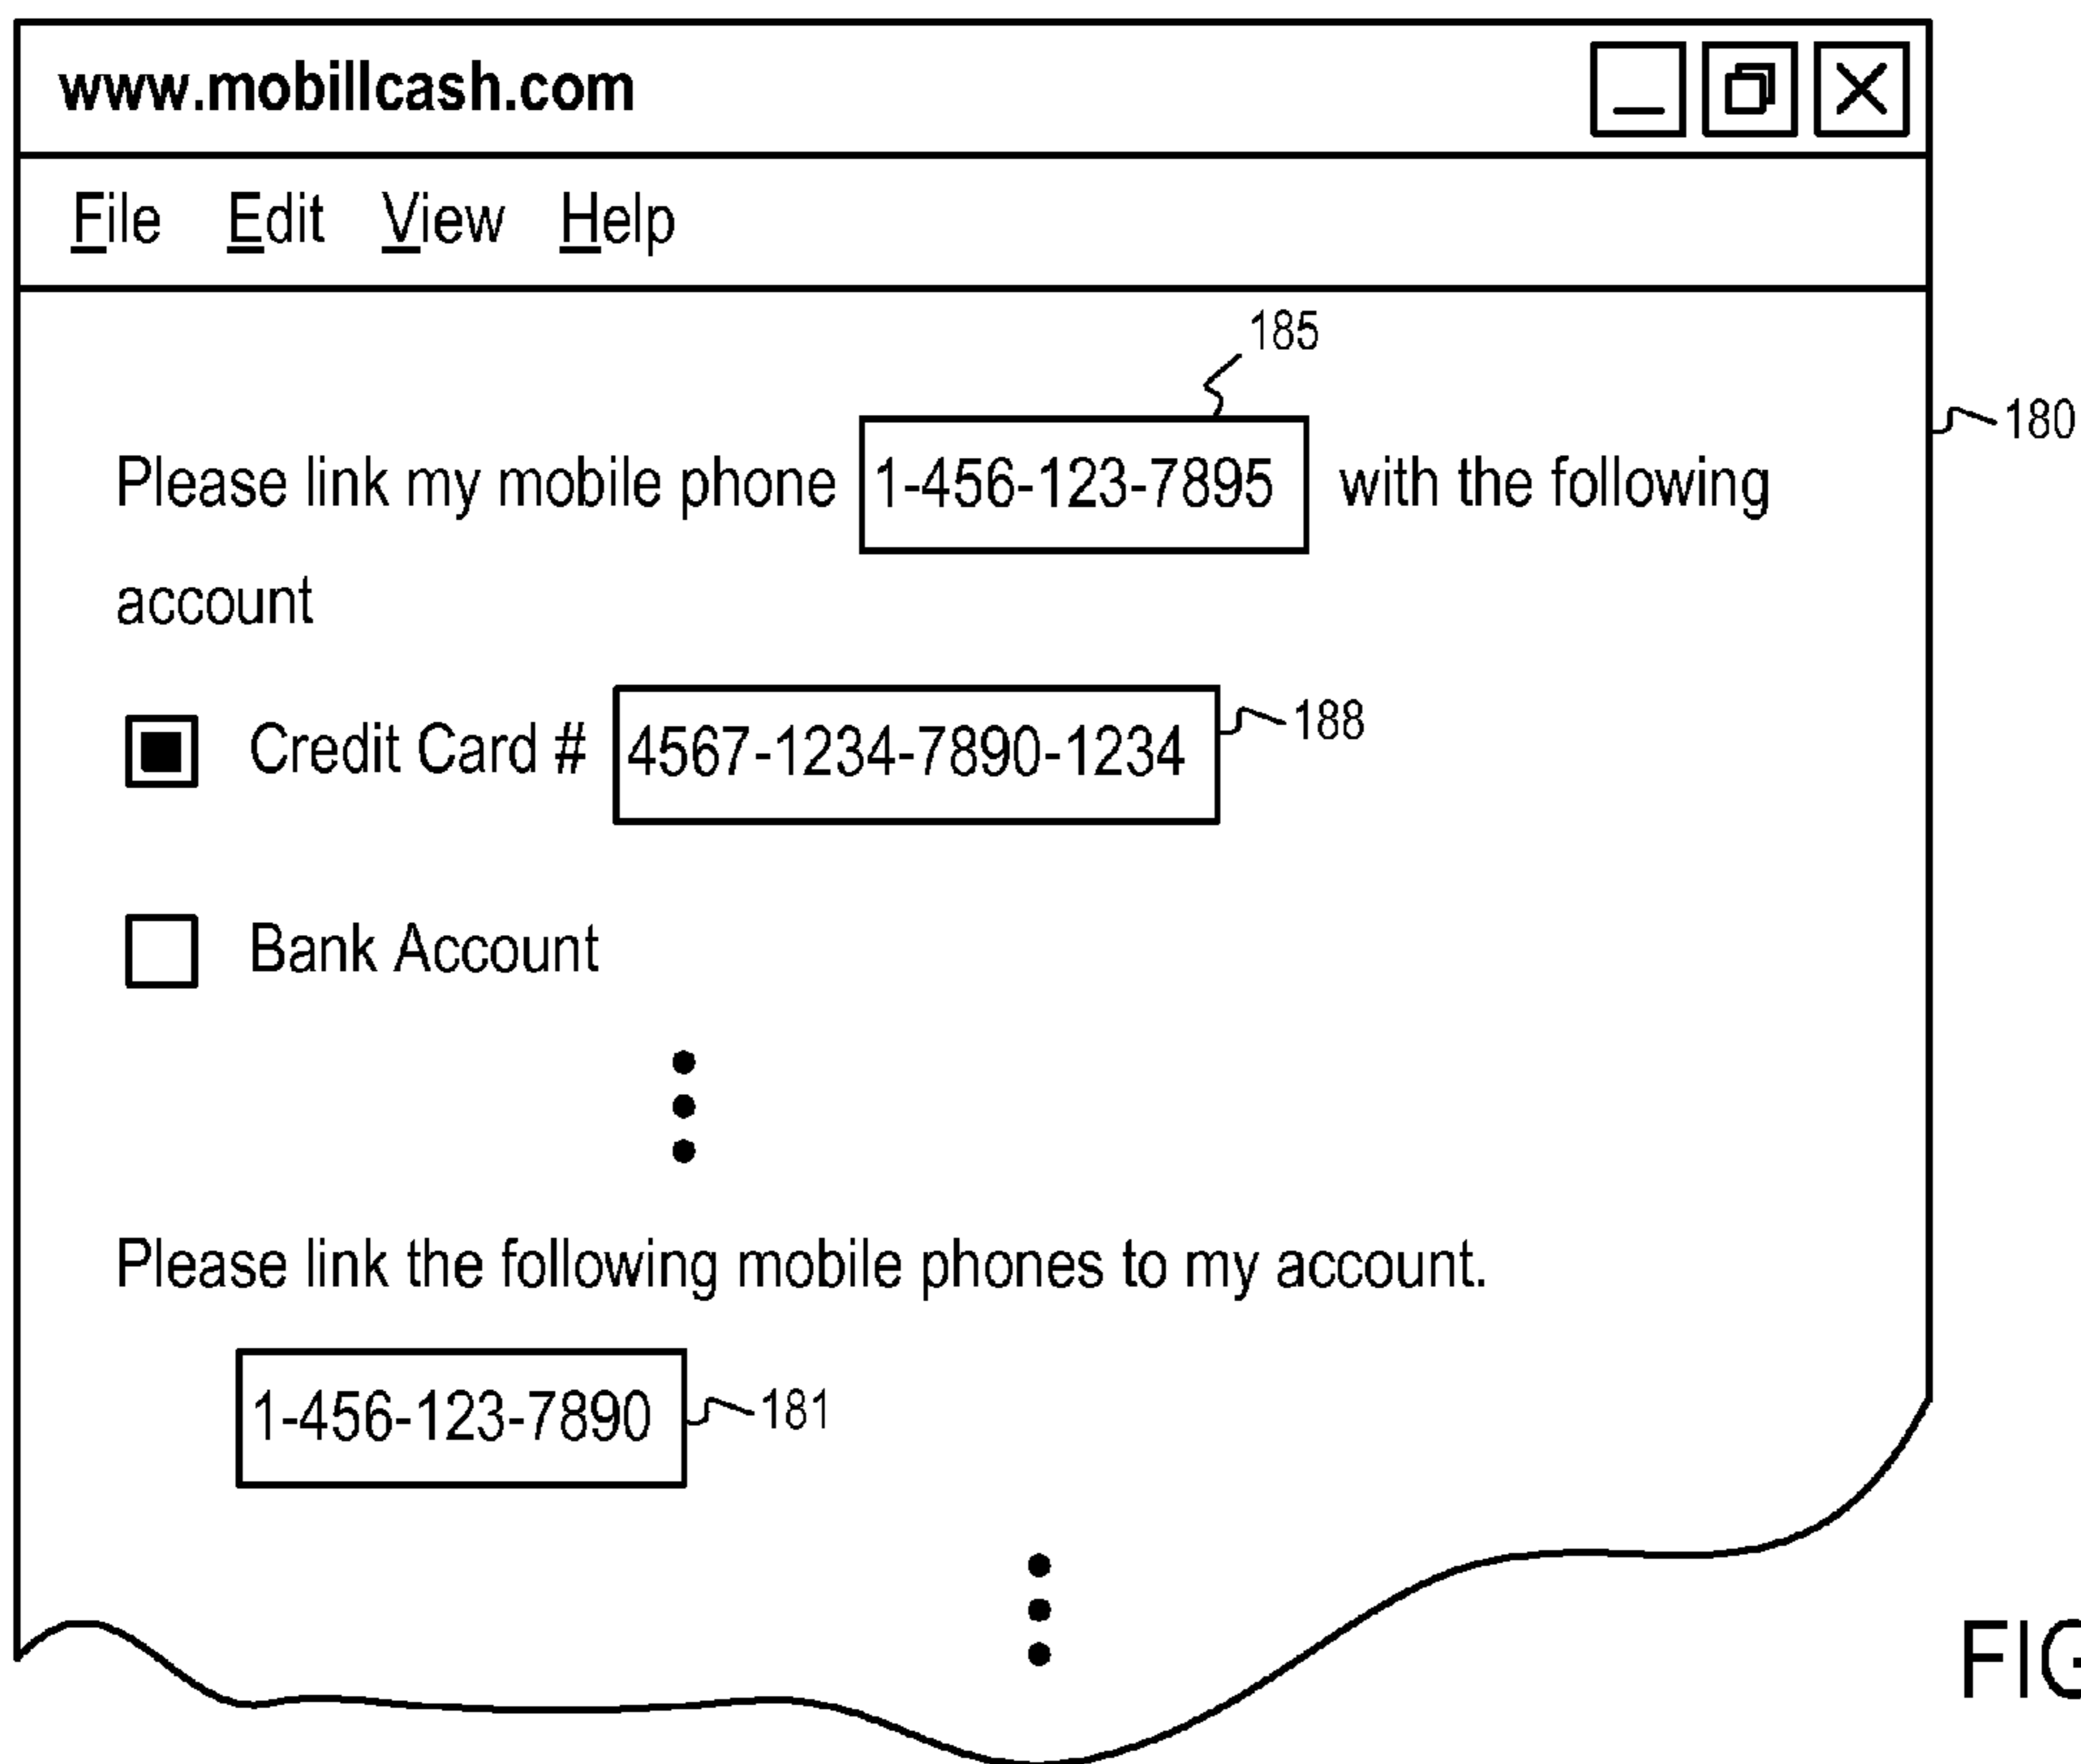 www.mobillcash.com
File Edit View Help
185
180
Please link my mobile phone 1-456-123-7895 with the following
account
Credit Card # 4567-1234-7890-1234 188
Bank Account
Please link the following mobile phones to my account.
1-456-123-7890 181
FIG